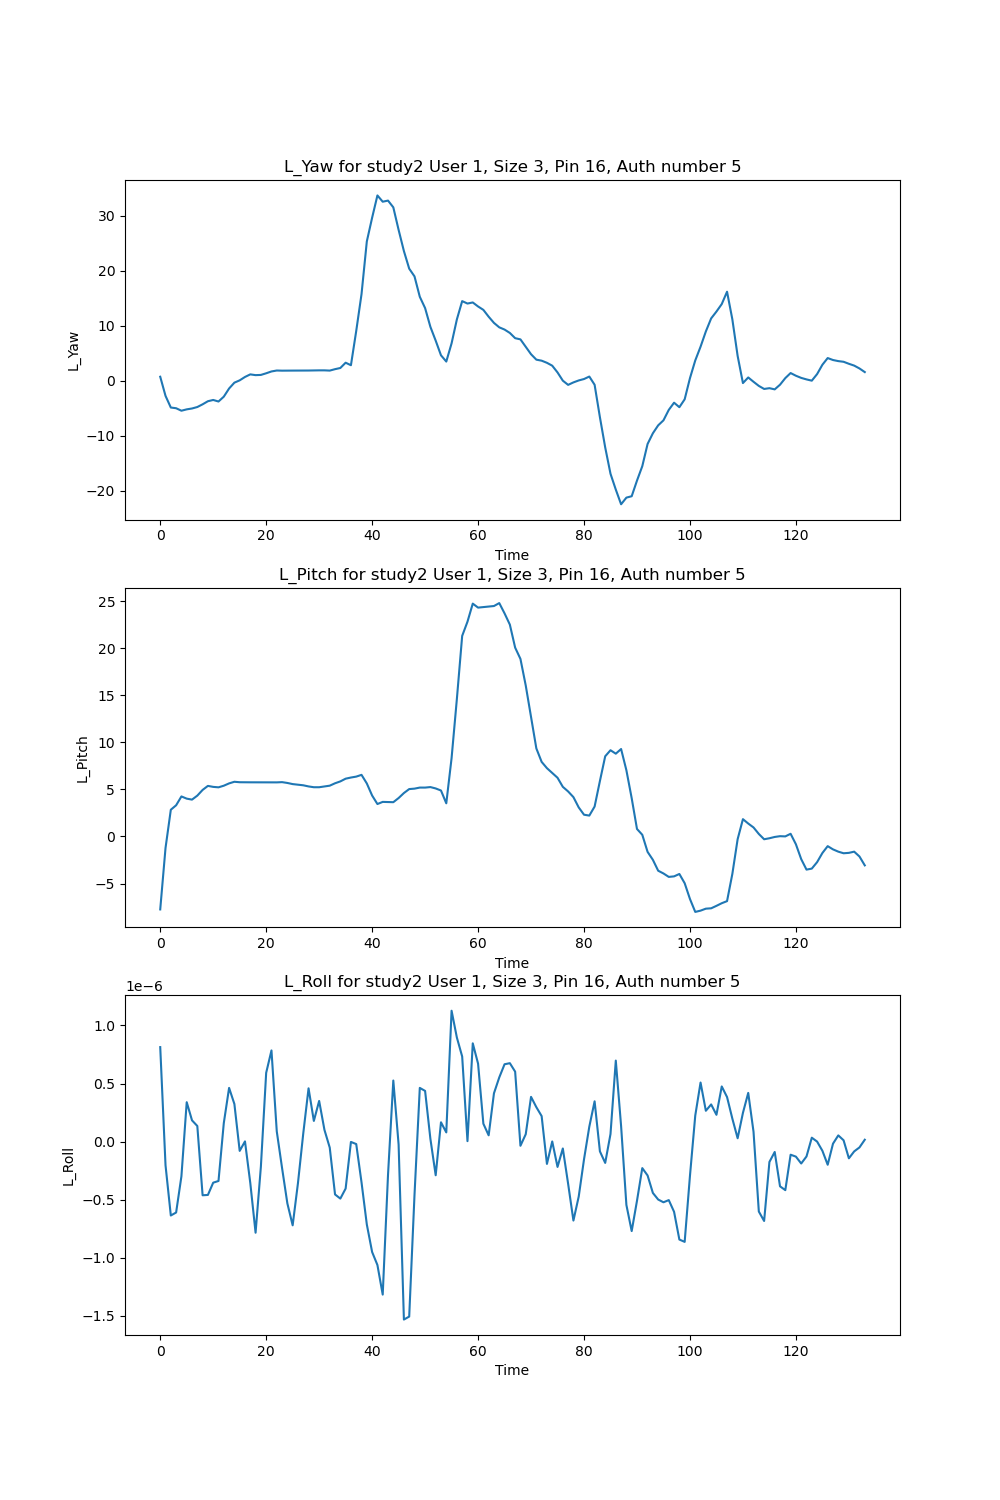 L_Yaw for study2 User 1, Size 3, Pin 16, Auth number 5
30
20
10
0
−10
−20
L_Yaw
0 20 40 60 80 100 120
Time
L_Pitch for study2 User 1, Size 3, Pin 16, Auth number 5
25
20
15
10
5
0
−5
L_Pitch
0 20 40 60 80 100 120
Time
L_Roll for study2 User 1, Size 3, Pin 16, Auth number 5
1e−6
1.0
0.5
0.0
−0.5
−1.0
−1.5
L_Roll
0 20 40 60 80 100 120
Time